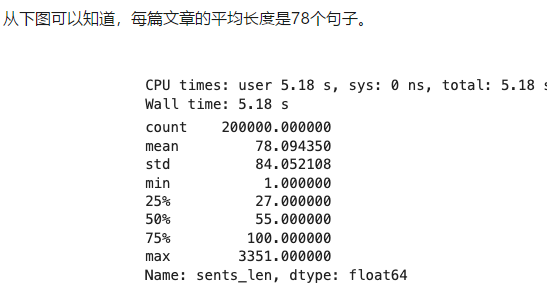 从下图可以知道，每篇文章的平均长度是78个句子。
CPU times: user 5.18 s, sys: 0 ns, total: 5.18 s
Wall time: 5.18 s
count    200000.000000
mean         78.094350
std          84.052108
min           1.000000
25%          27.000000
50%          55.000000
75%         100.000000
max        3351.000000
Name: sents_len, dtype: float64